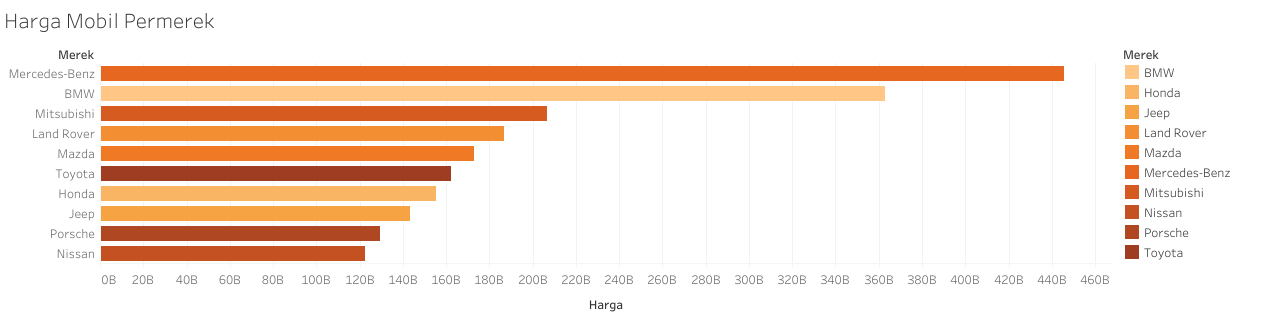 Harga Mobil Permerek
Merek
Mercedes-Benz
BMW
Mitsubishi
Land Rover
Mazda
Toyota
Honda
Jeep
Porsche
Nissan
0B 20B 40B 60B 80B 100B 120B 140B 160B 180B 200B 220B 240B 260B 280B 300B 320B 340B 360B 380B 400B 420B 440B 460B
Harga
Merek
BMW
Honda
Jeep
Land Rover
Mazda
Mercedes-Benz
Mitsubishi
Nissan
Porsche
Toyota